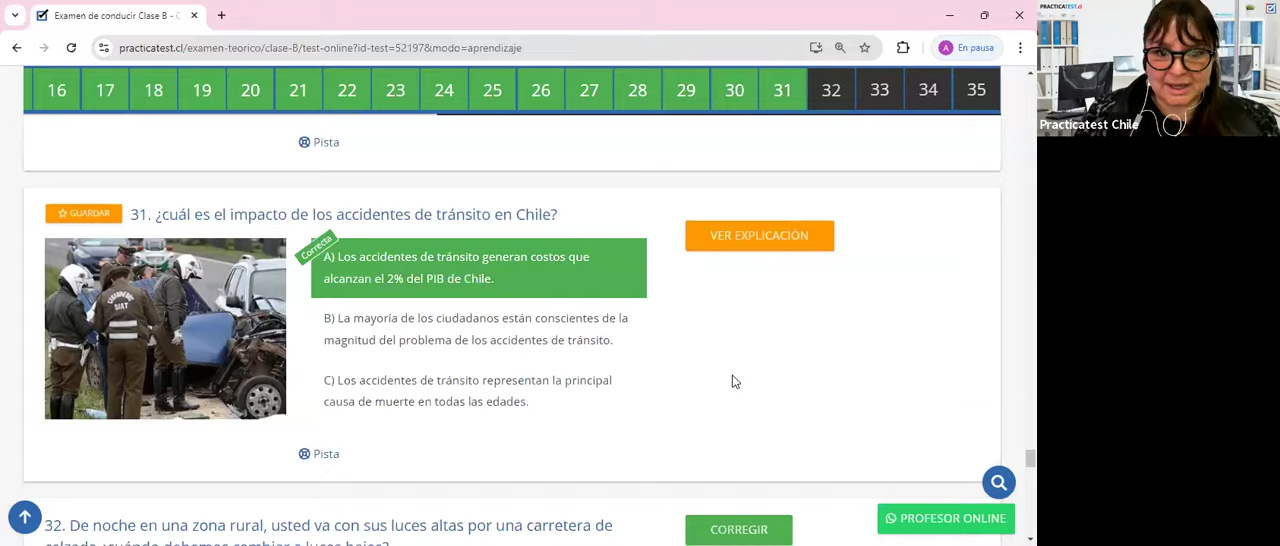 Examen de conducir Clase B - C
practicatest.cl/examen-teorico/clase-B/test-online?id-test=52197&modo=aprendizaje
A En pausa
PRACTICATEST.cl
Practicatest Chile
16 17 18 19 20 21 22 23 24 25 26 27 28 29 30 31 32 33 34 35
Pista
GUARDAR
31. ¿cuál es el impacto de los accidentes de tránsito en Chile?
VER EXPLICACIÓN
Correcta
A) Los accidentes de tránsito generan costos que
alcanzan el 2% del PIB de Chile.
B) La mayoría de los ciudadanos están conscientes de la
magnitud del problema de los accidentes de tránsito.
C) Los accidentes de tránsito representan la principal
causa de muerte en todas las edades.
SIAT
Pista
32. De noche en una zona rural, usted va con sus luces altas por una carretera de
CORREGIR
PROFESOR ONLINE